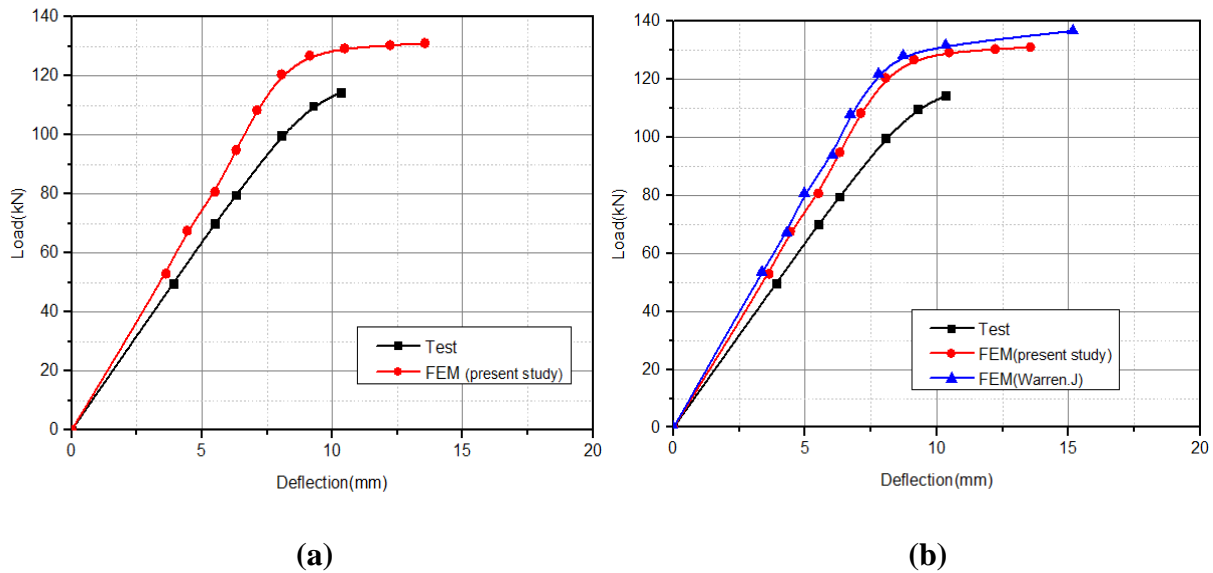 140
120
100
80
60
40
20
0
Load(kN)
0
5
10
15
20
Deflection(mm)
Test
FEM (present study)
(a)
140
120
100
80
60
40
20
0
Load(kN)
0
5
10
15
20
Deflection(mm)
Test
FEM(present study)
FEM(Warren.J)
(b)